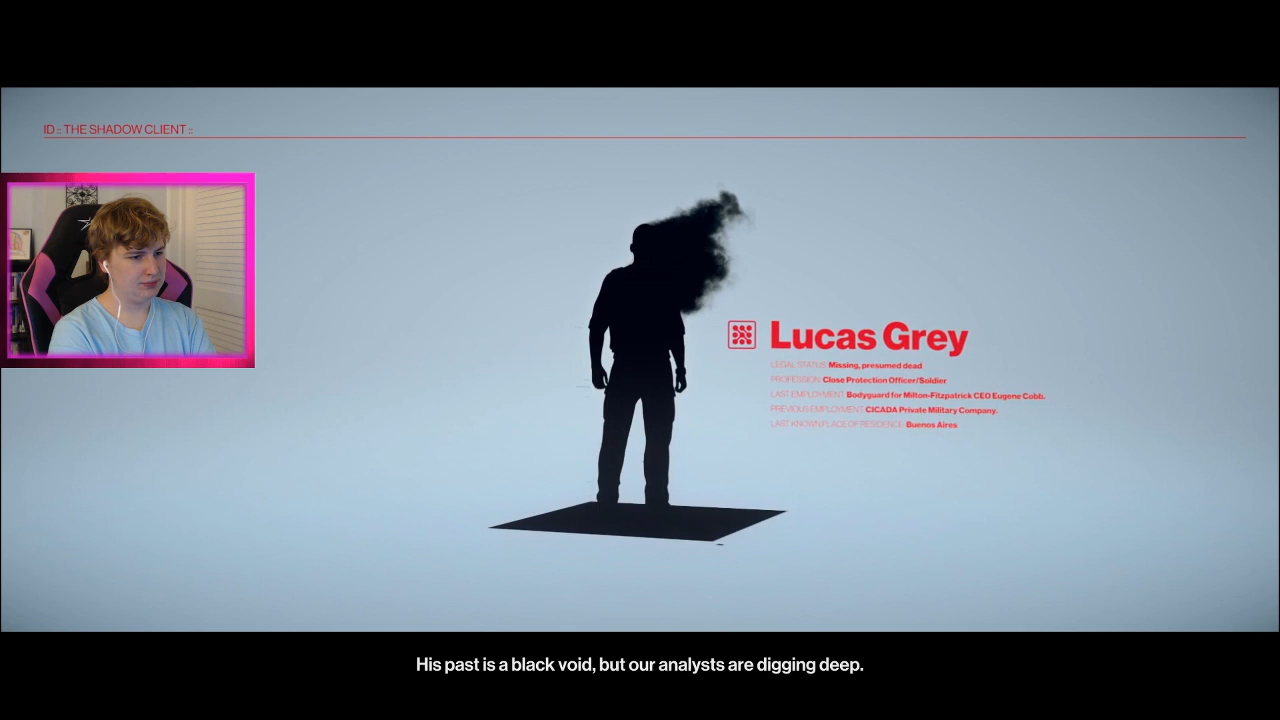 ID :: THE SHADOW CLIENT ::
Lucas Grey
LEGAL STATUS: Missing, presumed dead
PROFESSION: Close Protection Officer/Soldier
LAST EMPLOYMENT: Bodyguard for Milton-Fitzpatrick CEO Eugene Cobb.
PREVIOUS EMPLOYMENT: CICADA Private Military Company.
LAST KNOWN PLACE OF RESIDENCE: Buenos Aires
His past is a black void, but our analysts are digging deep.